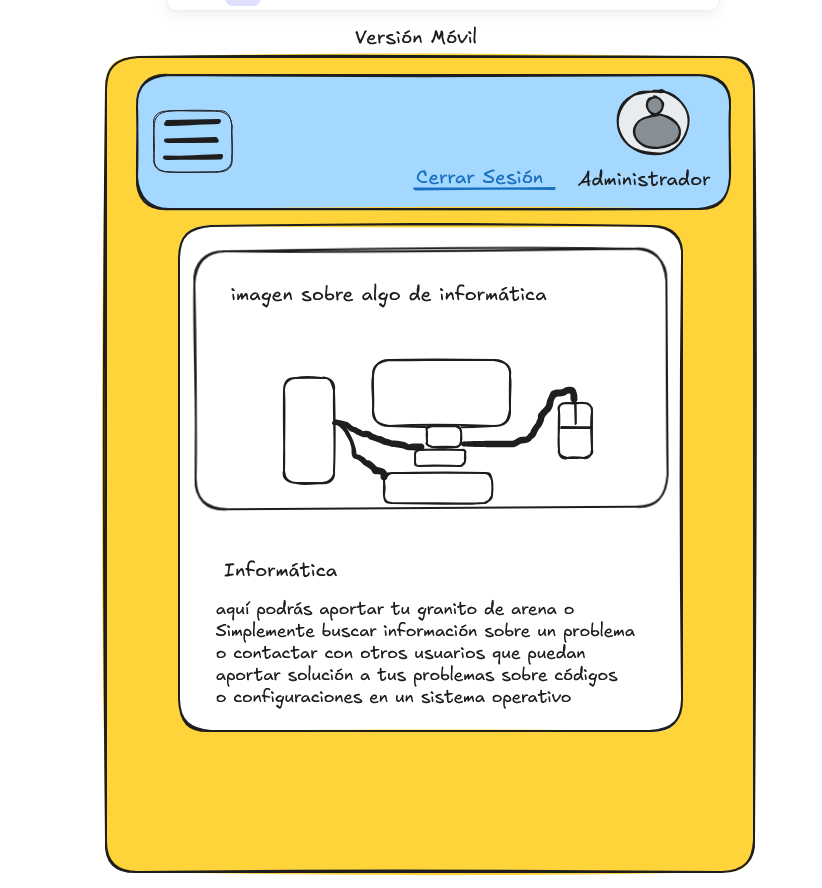 Versión Móvil
Cerrar Sesión
Administrador
imagen sobre algo de informática
Informática
aquí podrás aportar tu granito de arena o
Simplemente buscar información sobre un problema
o contactar con otros usuarios que puedan
aportar solución a tus problemas sobre códigos
o configuraciones en un sistema operativo